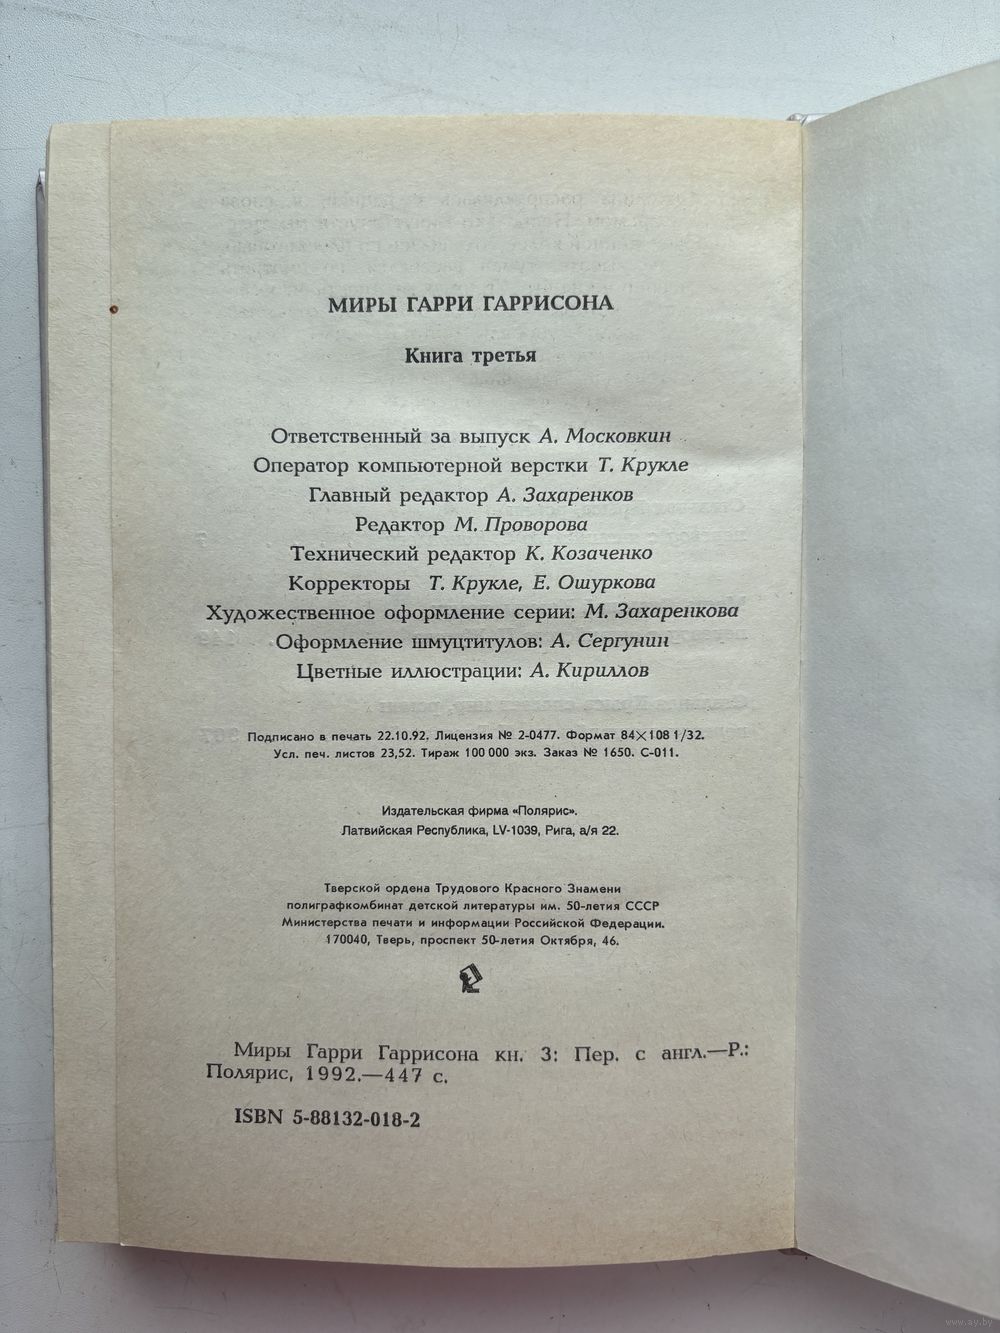 МИРЫ ГАРРИ ГАРРИСОНА
Книга третья
Ответственный за выпуск А. Московкин
Оператор компьютерной верстки Т. Крукле
Главный редактор А. Захаренков
Редактор М. Проворова
Технический редактор К. Козаченко
Корректоры Т. Крукле, Е. Ошуркова
Художественное оформление серии: М. Захаренкова
Оформление шмуцтитулов: А. Сергунин
Цветные иллюстрации: А. Кириллов
Подписано в печать 22.10.92. Лицензия № 2-0477. Формат 84×108 1/32.
Усл. печ. листов 23,52. Тираж 100 000 экз. Заказ № 1650. С-011.
Издательская фирма «Полярис».
Латвийская Республика, LV-1039, Рига, а/я 22.
Тверской ордена Трудового Красного Знамени
полиграфкомбинат детской литературы им. 50-летия СССР
Министерства печати и информации Российской Федерации.
170040, Тверь, проспект 50-летия Октября, 46.
Миры Гарри Гаррисона кн. 3: Пер. с англ.—Р.:
Полярис, 1992.—447 с.
ISBN 5-88132-018-2
www.ay.by